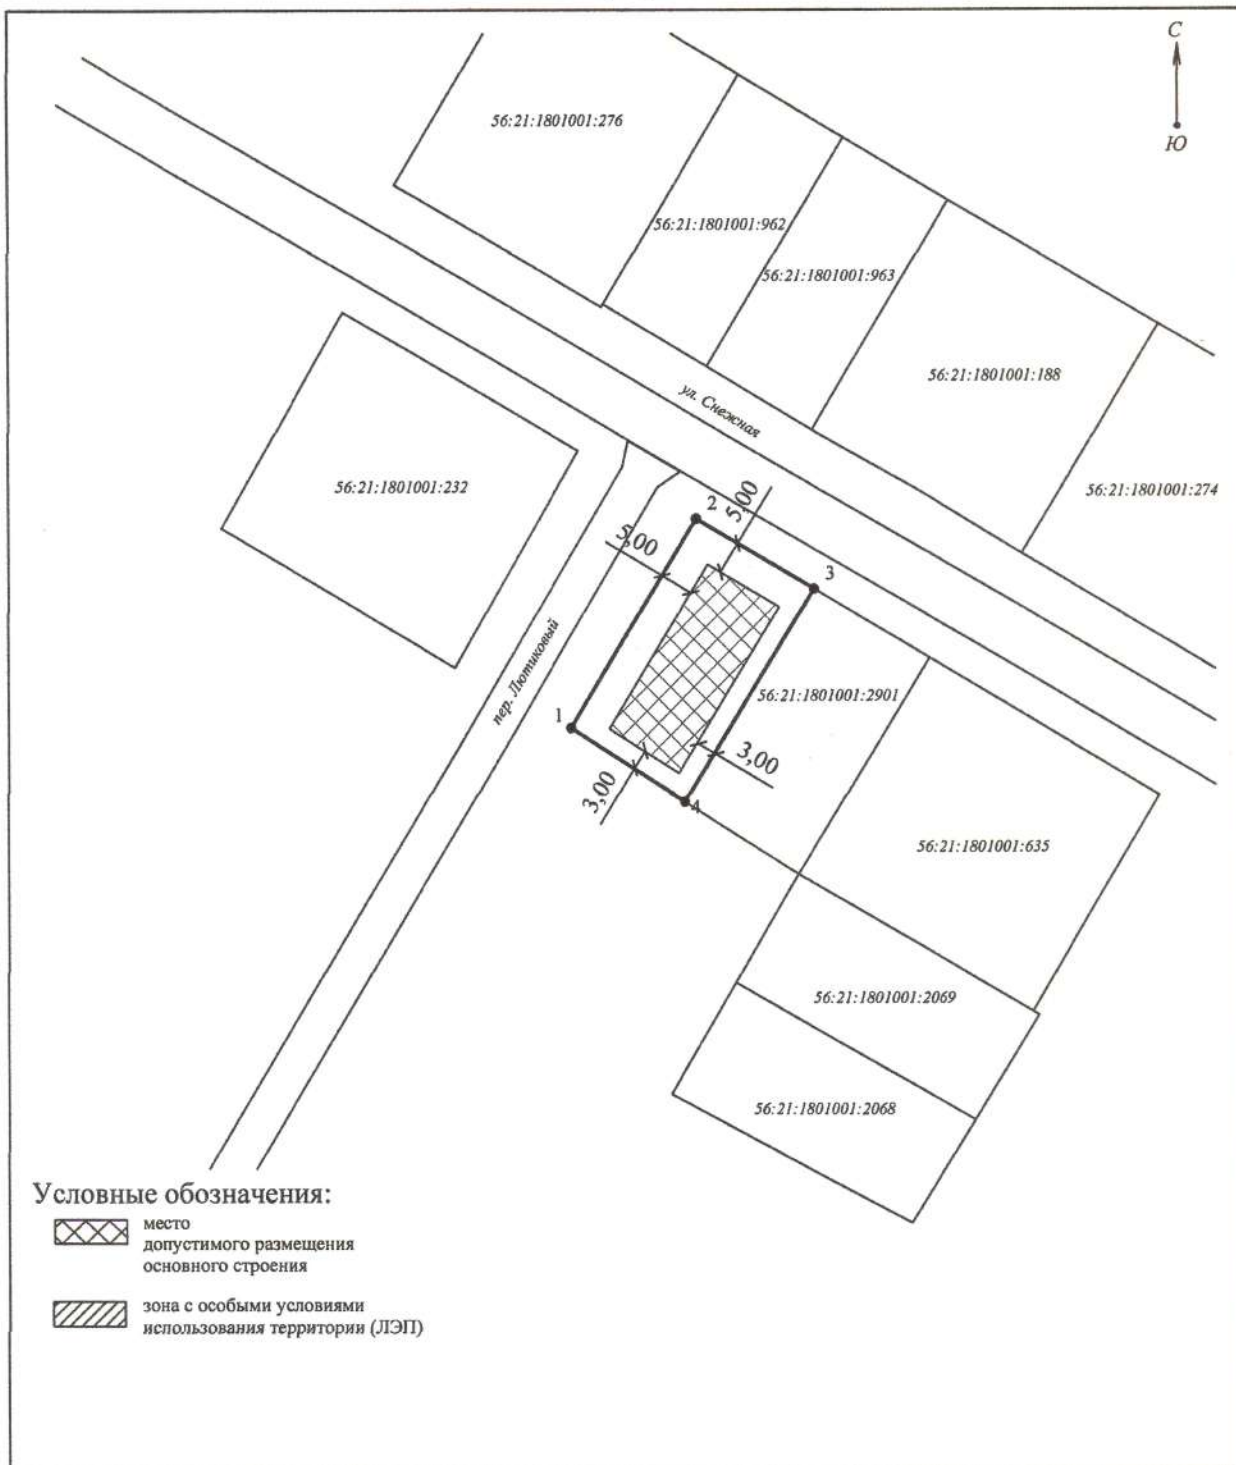 С
Ю
56:21:1801001:276
56:21:1801001:962
56:21:1801001:963
56:21:1801001:188
56:21:1801001:274
ул. Снежная
56:21:1801001:232
2
5,00
5,00
3
пер. Лютиковый
56:21:1801001:2901
1
3,00
3,00
4
56:21:1801001:635
56:21:1801001:2069
56:21:1801001:2068
Условные обозначения:
место
допустимого размещения
основного строения
зона с особыми условиями
использования территории (ЛЭП)